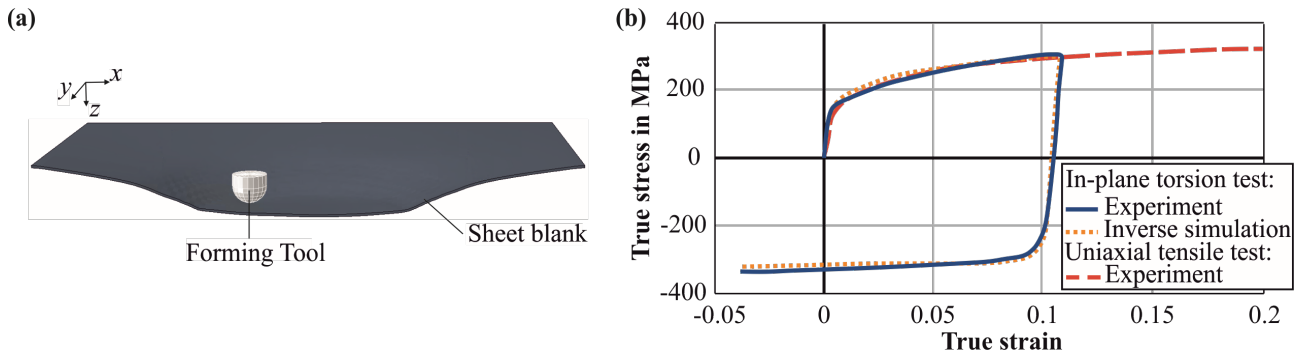 (a)
x
y
z
Forming Tool
Sheet blank
(b)
True stress in MPa
400
200
0
-200
-400
-0.05
0
0.05
0.1
0.15
0.2
True strain
In-plane torsion test:
Experiment
Inverse simulation
Uniaxial tensile test:
Experiment